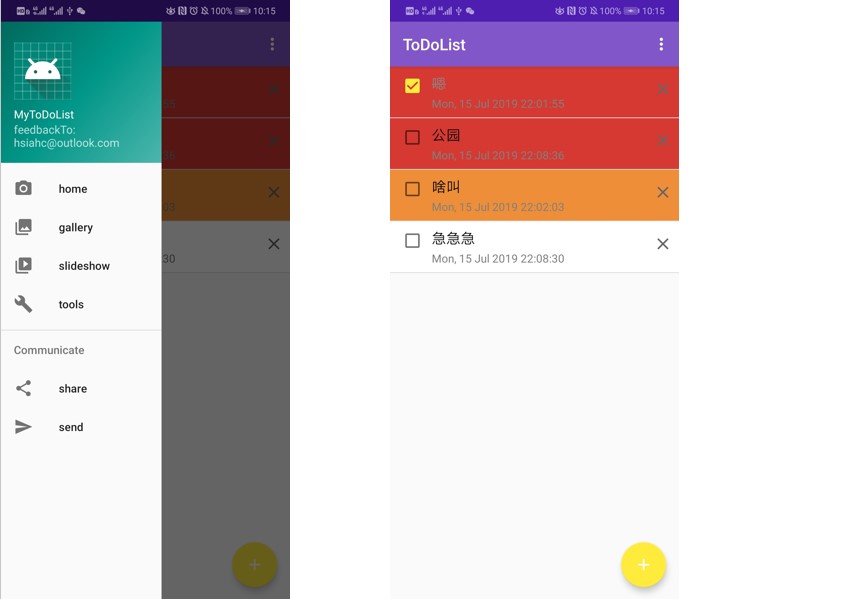 100% 10:15
MyToDoList
feedbackTo:
hsiahc@outlook.com
home
gallery
slideshow
tools
Communicate
share
send
30
100% 10:15
ToDoList
嗯
Mon, 15 Jul 2019 22:01:55
公园
Mon, 15 Jul 2019 22:08:36
啥叫
Mon, 15 Jul 2019 22:02:03
急急急
Mon, 15 Jul 2019 22:08:30